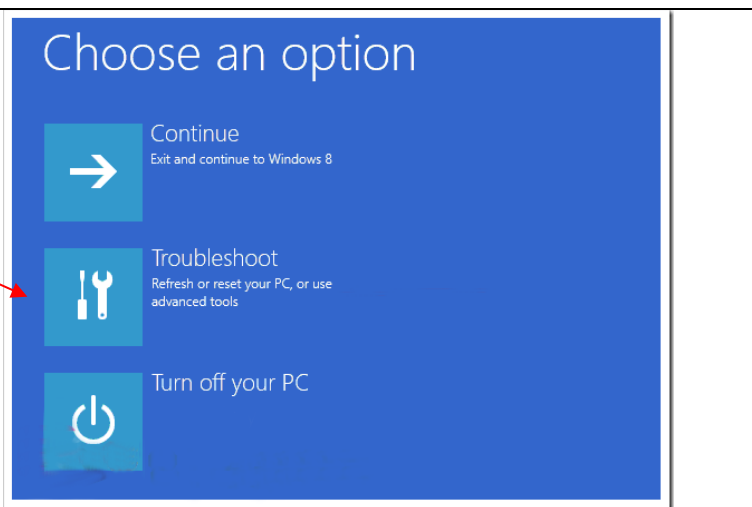 Choose an option
Continue
Exit and continue to Windows 8
Troubleshoot
Refresh or reset your PC, or use
advanced tools
Turn off your PC